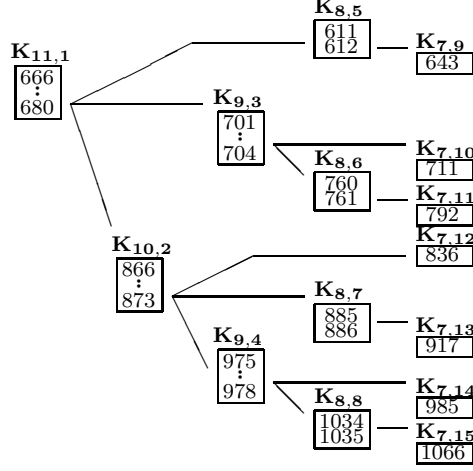 K8,5
611
612
K7,9
643
K11,1
666
⋮
680
K9,3
701
⋮
704
K7,10
711
K8,6
760
761
K7,11
792
K7,12
836
K10,2
866
⋮
873
K8,7
885
886
K7,13
917
K9,4
975
⋮
978
K7,14
985
K8,8
1034
1035
K7,15
1066